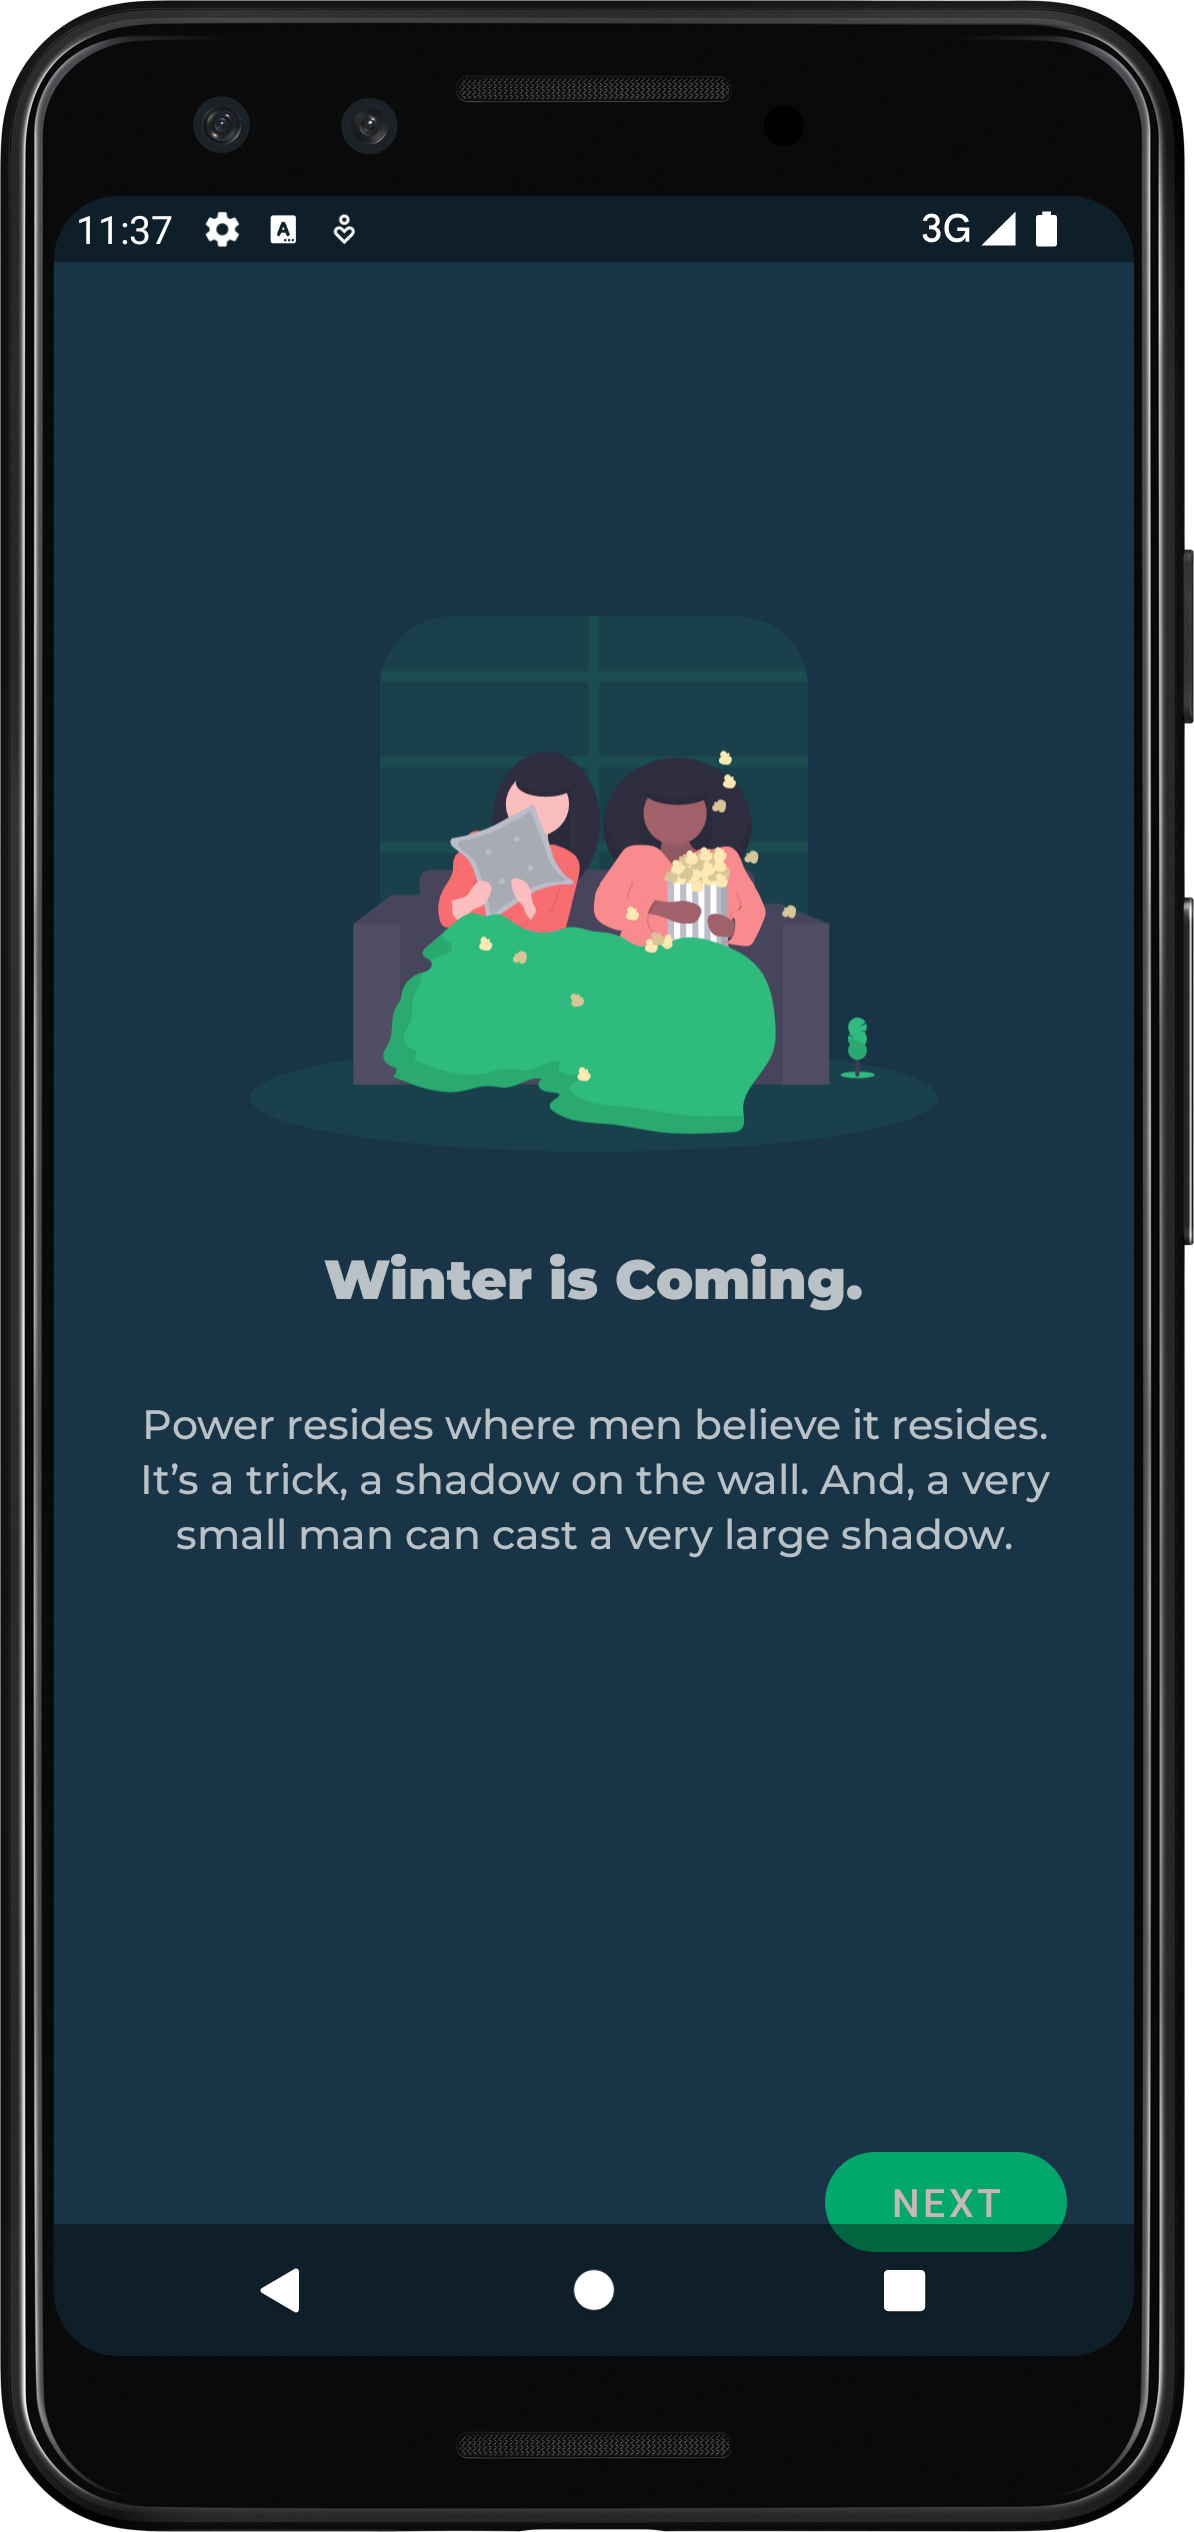 11:37 A 3G
Winter is Coming.
Power resides where men believe it resides.
It’s a trick, a shadow on the wall. And, a very
small man can cast a very large shadow.
NEXT